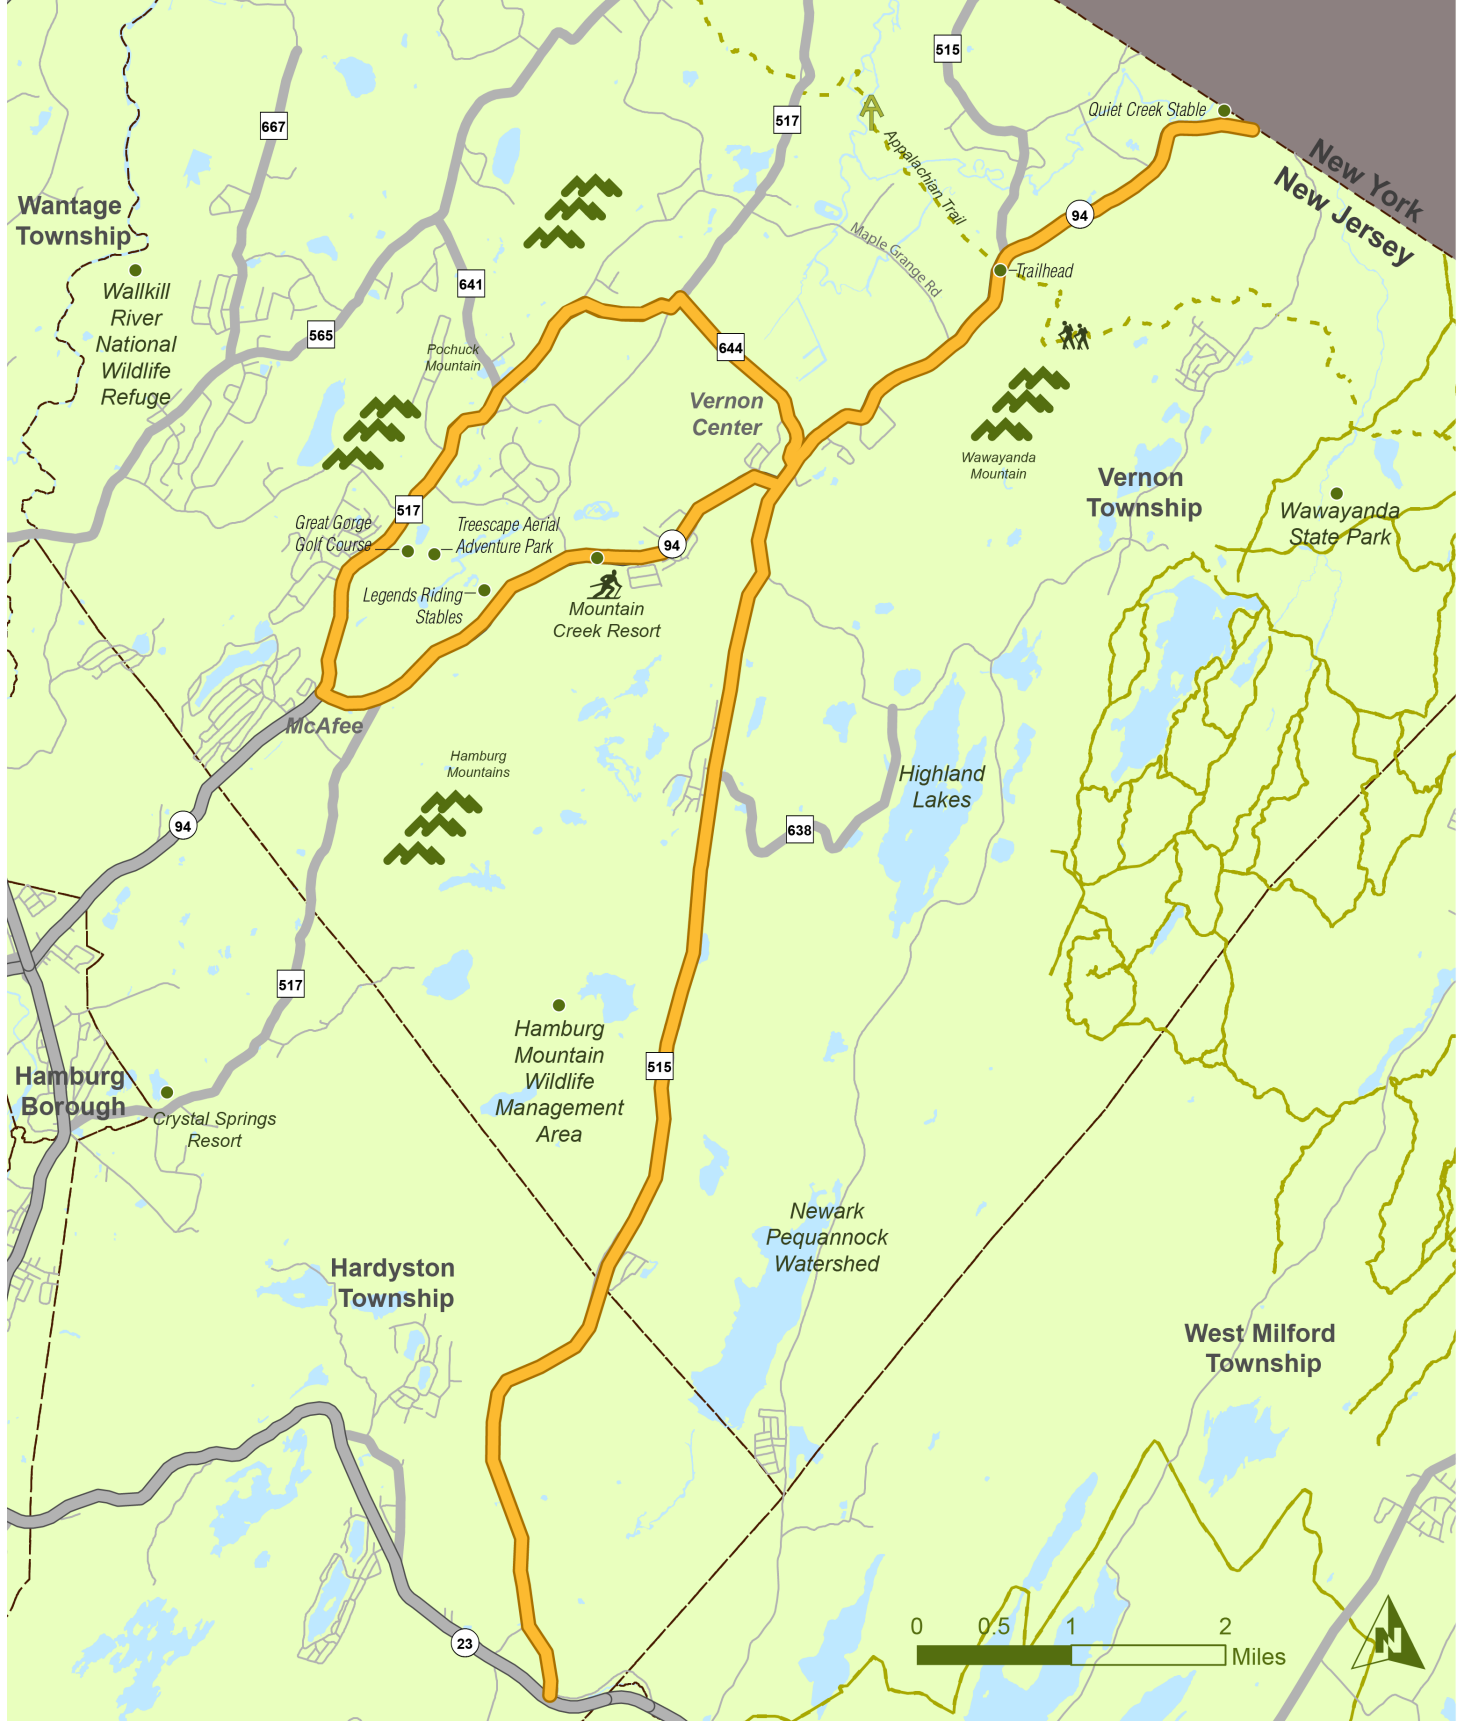 515
Quiet Creek Stable
667
517
Appalachian Trail
New York
New Jersey
Wantage
Township
94
Maple Grange Rd
Trailhead
Wallkill
River
National
Wildlife
Refuge
641
565
644
Pochuck
Mountain
Vernon
Center
Wawayanda
Mountain
Vernon
Township
Wawayanda
State Park
517
Great Gorge
Golf Course
Treescape Aerial
Adventure Park
94
Legends Riding
Stables
Mountain
Creek Resort
McAfee
Hamburg
Mountains
Highland
Lakes
94
638
517
Hamburg
Mountain
Wildlife
Management
Area
515
Hamburg
Borough
Crystal Springs
Resort
Newark
Pequannock
Watershed
Hardyston
Township
West Milford
Township
23
0 0.5 1 2
Miles
N